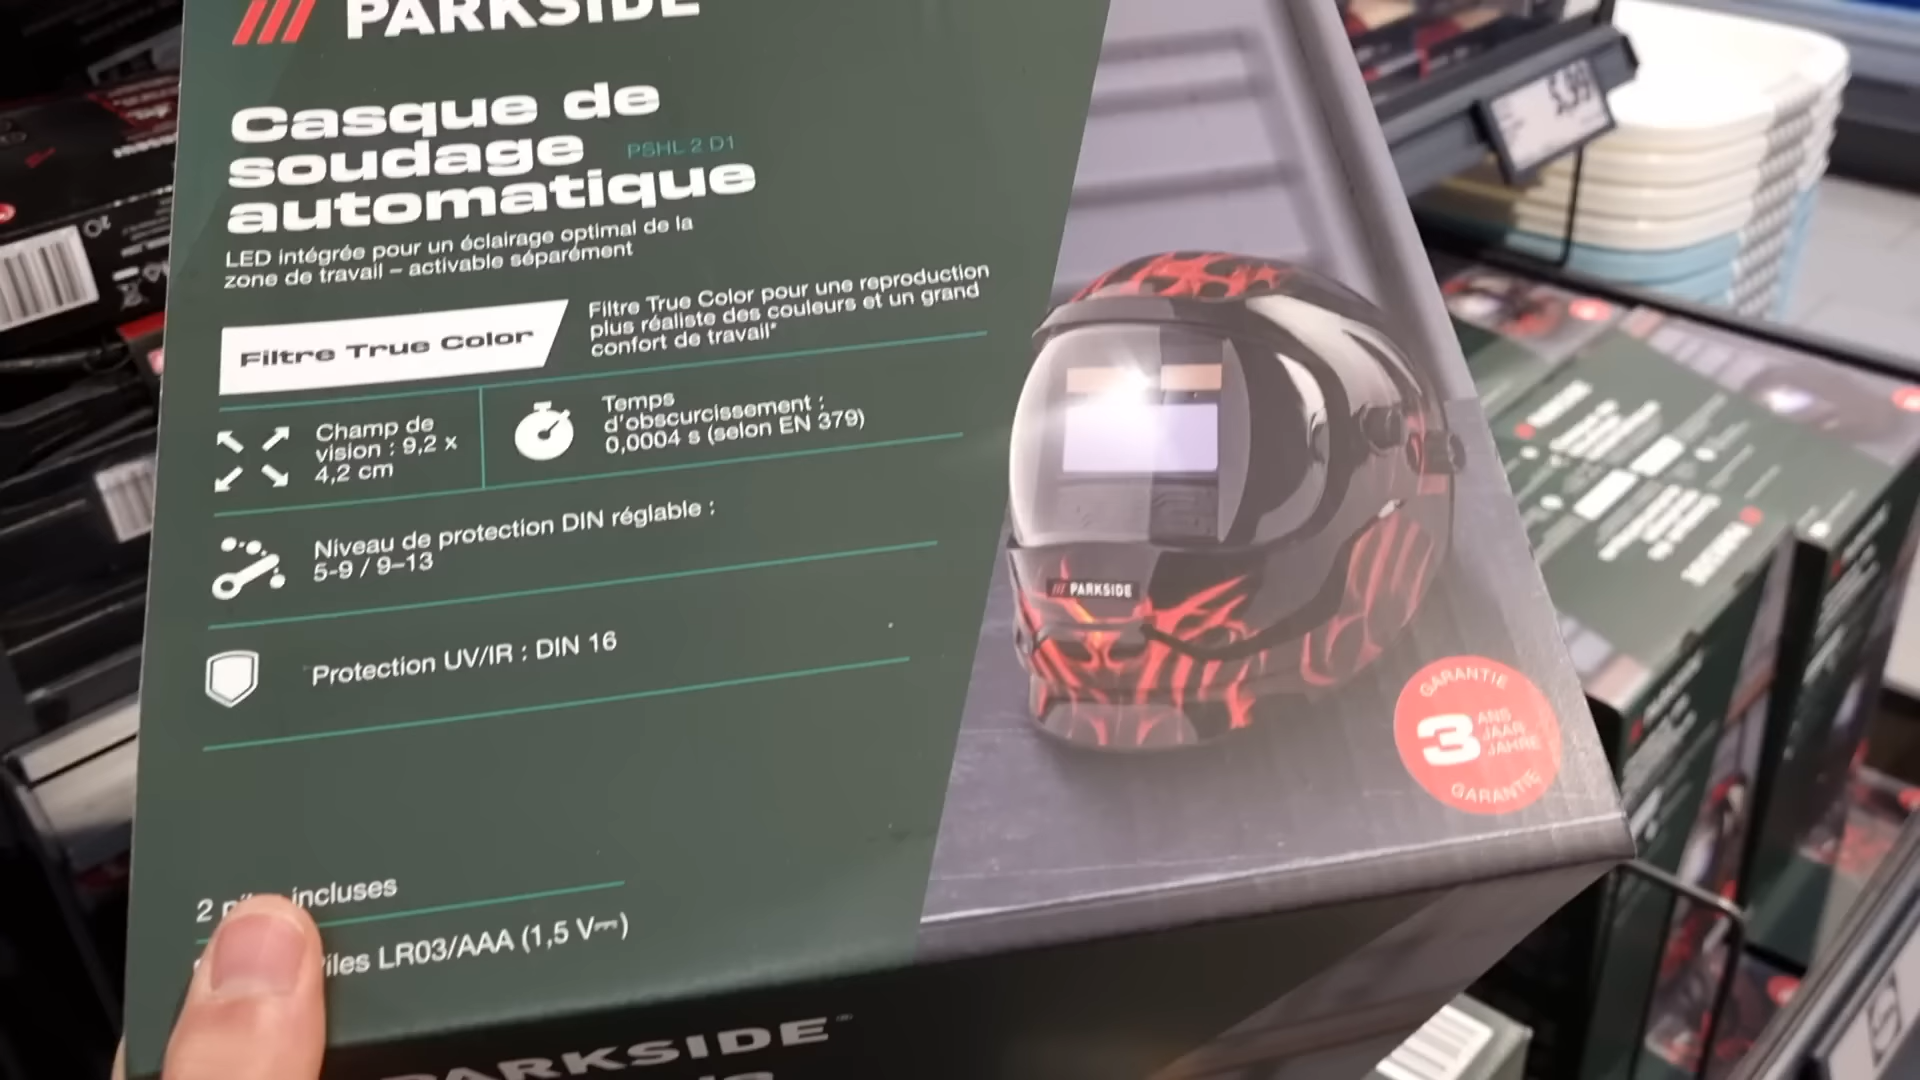 PARKSIDE
Casque de
soudage
PSHL 2 D1
automatique
LED intégrée pour un éclairage optimal de la
zone de travail – activable séparément
Filtre True Color
Filtre True Color pour une reproduction
plus réaliste des couleurs et un grand
confort de travail*
Champ de
vision : 9,2 x
4,2 cm
Temps
d'obscurcissement :
0,0004 s (selon EN 379)
Niveau de protection DIN réglable :
5-9 / 9–13
Protection UV/IR : DIN 16
2 incluses
LR03/AAA (1,5 V⎓)
PARKSIDE
GARANTIE
3 ANS
JAAR
JAHRE
GARANTIE
PARKSIDE
5.99